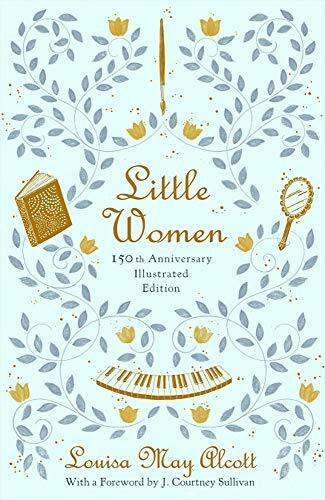 Little
Women
150th Anniversary
Illustrated
Edition
Louisa May Alcott
With a Foreword by J. Courtney Sullivan